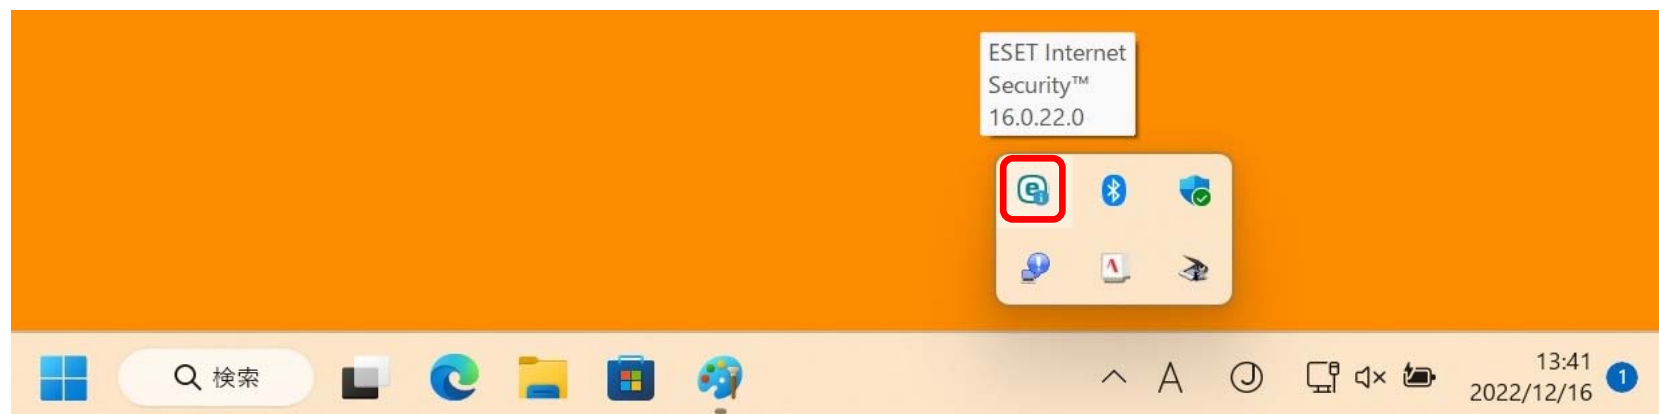 ESET Internet
Security™
16.0.22.0
検索
A
13:41
2022/12/16
1